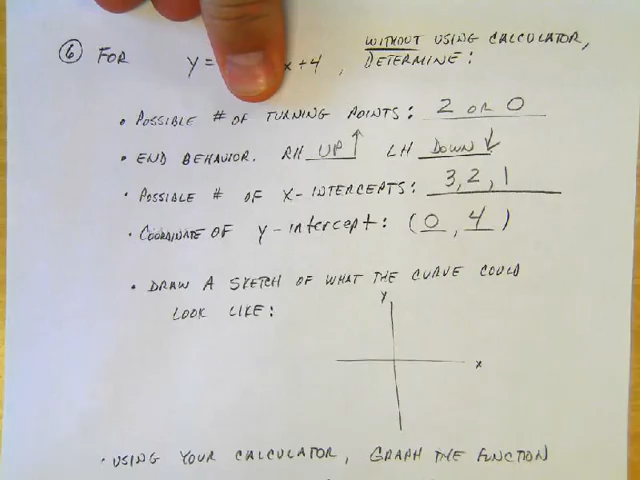 ⑥ FOR y = x + 4 , WITHOUT USING CALCULATOR, DETERMINE:
• POSSIBLE # OF TURNING POINTS: 2 OR 0
• END BEHAVIOR. RH UP ↑ LH DOWN ↓
• POSSIBLE # OF X-INTERCEPTS: 3, 2, 1
• COORDINATE OF Y-intercept: (0, 4)
• DRAW A SKETCH OF WHAT THE CURVE COULD
LOOK LIKE:
y
x
• USING YOUR CALCULATOR, GRAPH THE FUNCTION